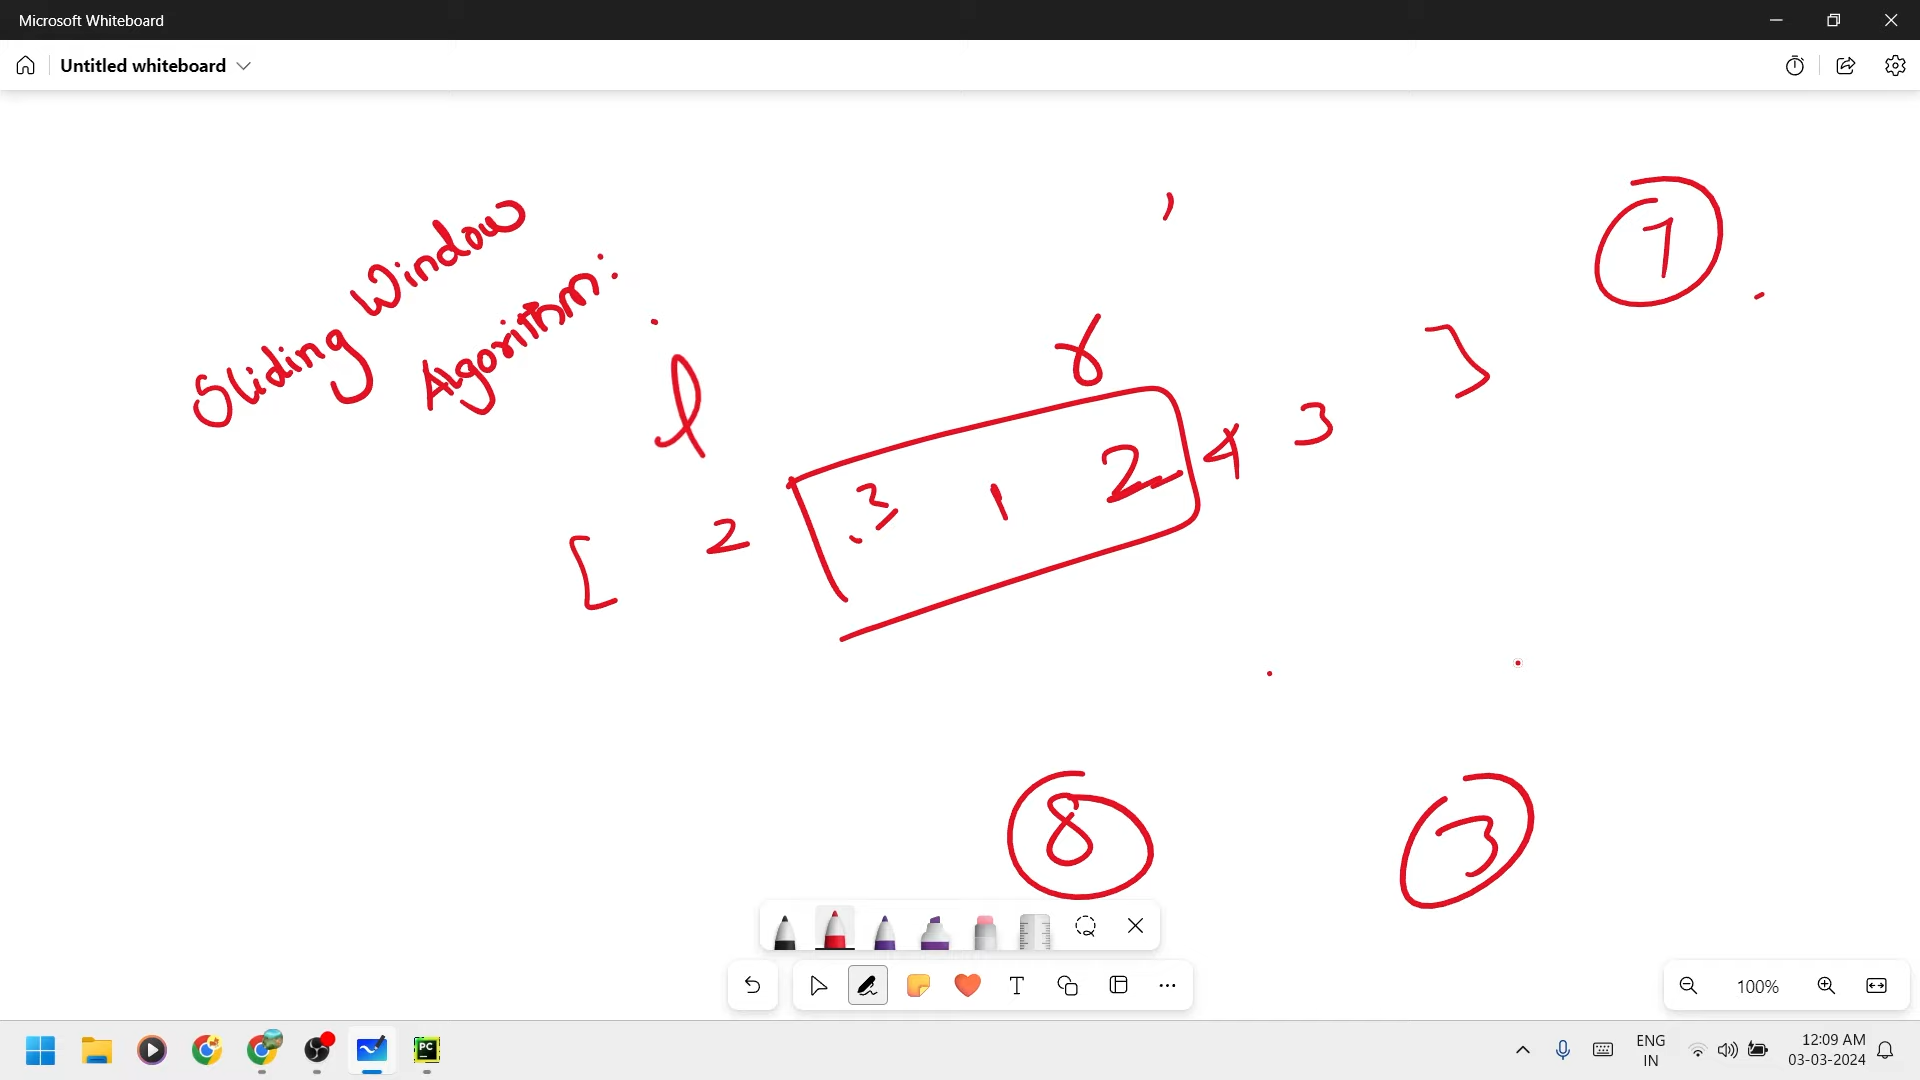 Microsoft Whiteboard
Untitled whiteboard
Sliding Window
Algorithm:
7
l
r
[ 2 3 1 2 4 3 ]
8
3
100%
PC
ENG
IN
12:09 AM
03-03-2024